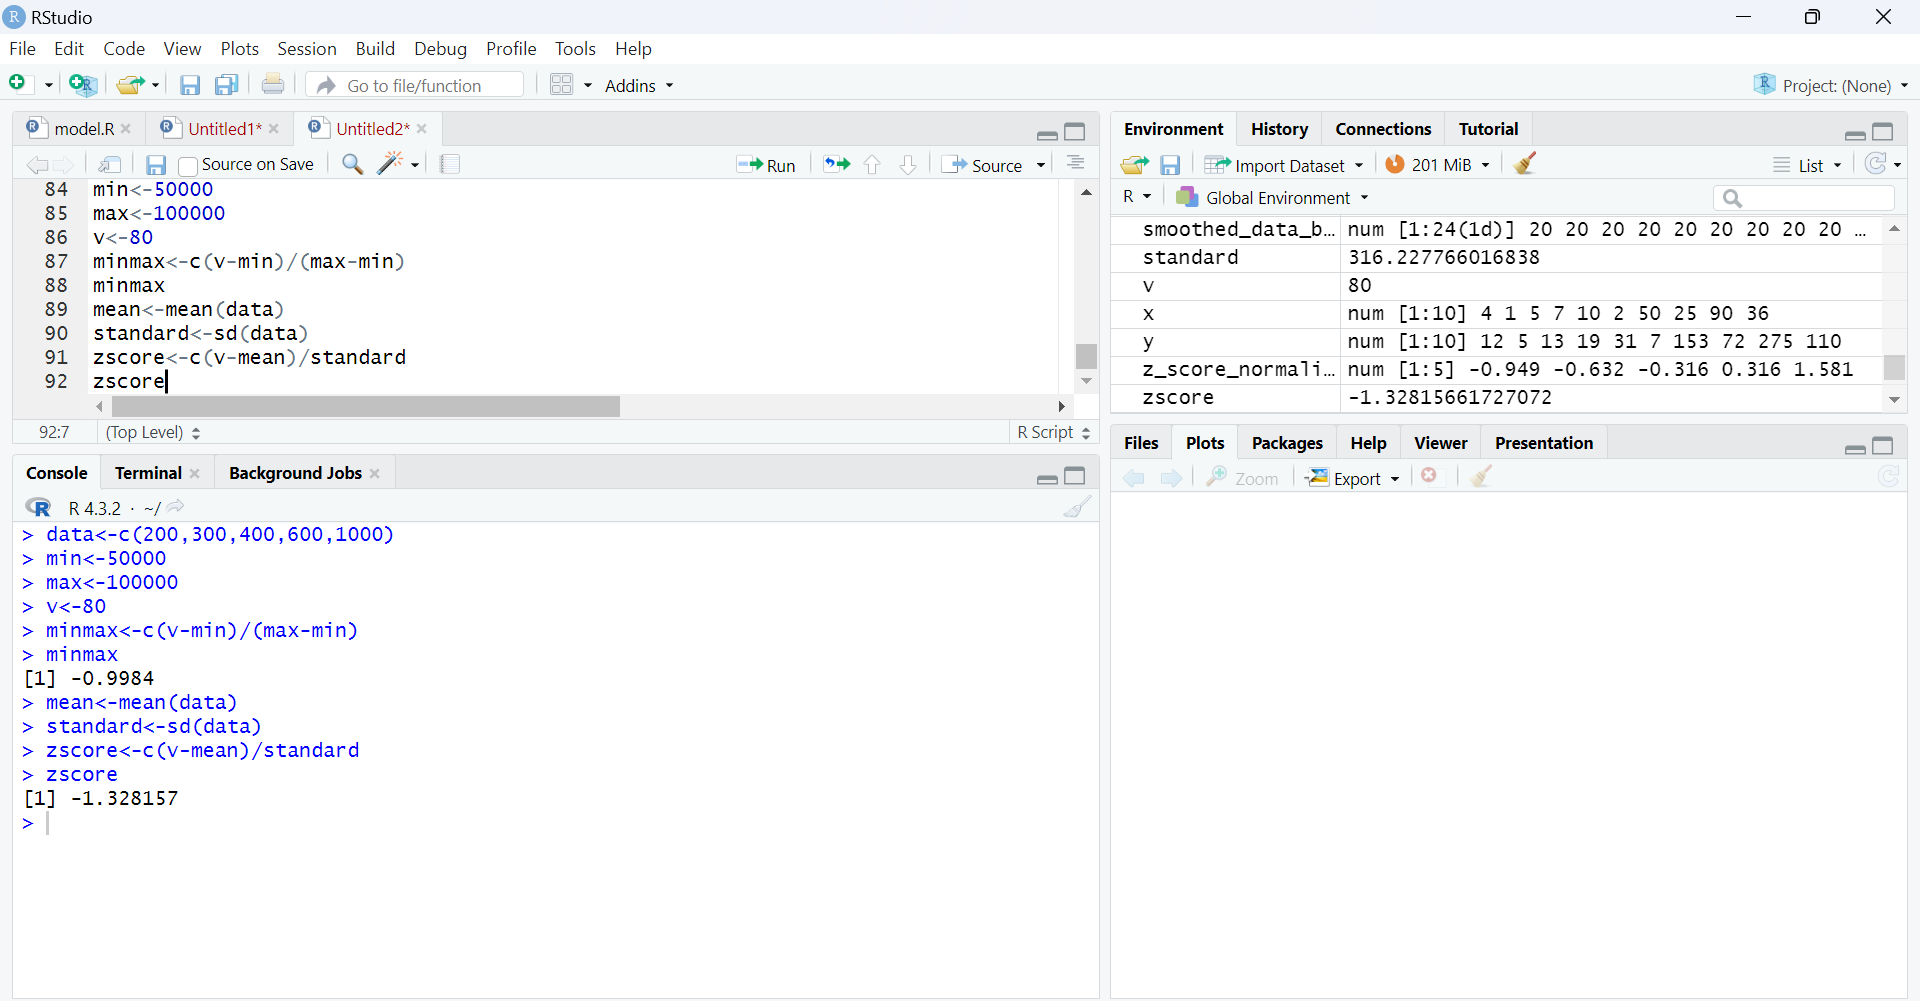 RStudio
File Edit Code View Plots Session Build Debug Profile Tools Help
Go to file/function Addins Project: (None)
model.R Untitled1* Untitled2*
Source on Save Run Source
84 min<-50000
85 max<-100000
86 v<-80
87 minmax<-c(v-min)/(max-min)
88 minmax
89 mean<-mean(data)
90 standard<-sd(data)
91 zscore<-c(v-mean)/standard
92 zscore
92:7 (Top Level) R Script
Console Terminal Background Jobs
R 4.3.2 · ~/
> data<-c(200,300,400,600,1000)
> min<-50000
> max<-100000
> v<-80
> minmax<-c(v-min)/(max-min)
> minmax
[1] -0.9984
> mean<-mean(data)
> standard<-sd(data)
> zscore<-c(v-mean)/standard
> zscore
[1] -1.328157
>
Environment History Connections Tutorial
Import Dataset 201 MiB List
R Global Environment
smoothed_data_b… num [1:24(1d)] 20 20 20 20 20 20 20 20 20 …
standard 316.227766016838
v 80
x num [1:10] 4 1 5 7 10 2 50 25 90 36
y num [1:10] 12 5 13 19 31 7 153 72 275 110
z_score_normali… num [1:5] -0.949 -0.632 -0.316 0.316 1.581
zscore -1.32815661727072
Files Plots Packages Help Viewer Presentation
Zoom Export